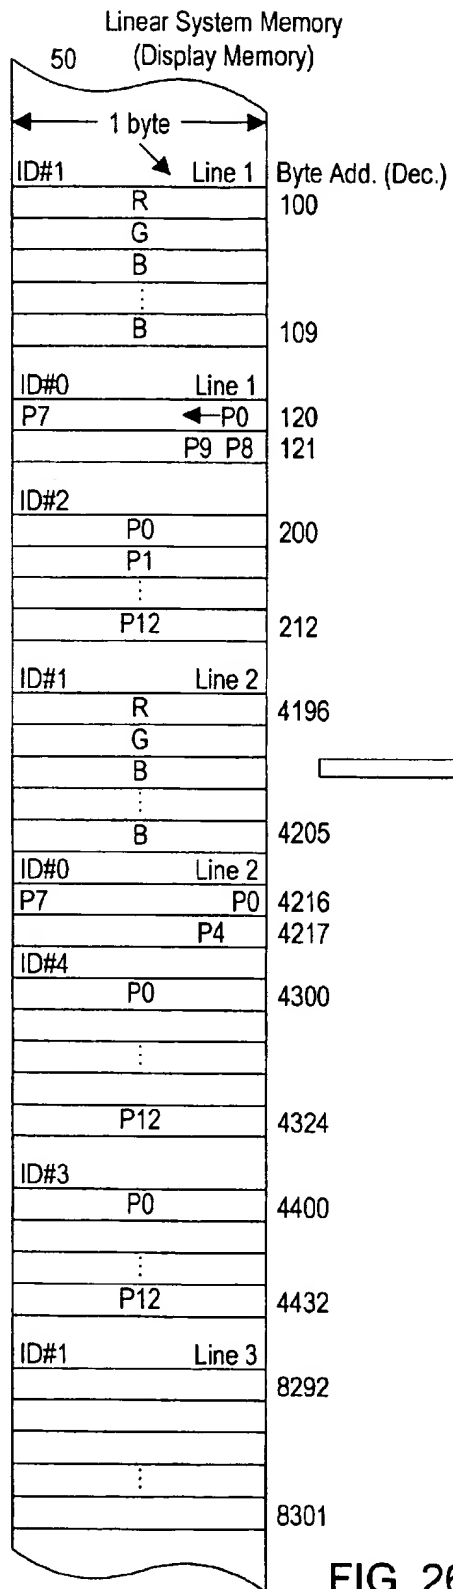 Linear System Memory
50 (Display Memory)
1 byte
ID#1 Line 1 Byte Add. (Dec.)
R 100
G
B
⋮
B 109
ID#0 Line 1
P7 P0 120
P9 P8 121
ID#2
P0 200
P1
⋮
P12 212
ID#1 Line 2
R 4196
G
B
⋮
B 4205
ID#0 Line 2
P7 P0 4216
P4 4217
ID#4
P0 4300
⋮
P12 4324
ID#3
P0 4400
⋮
P12 4432
ID#1 Line 3
8292
⋮
8301
FIG. 26